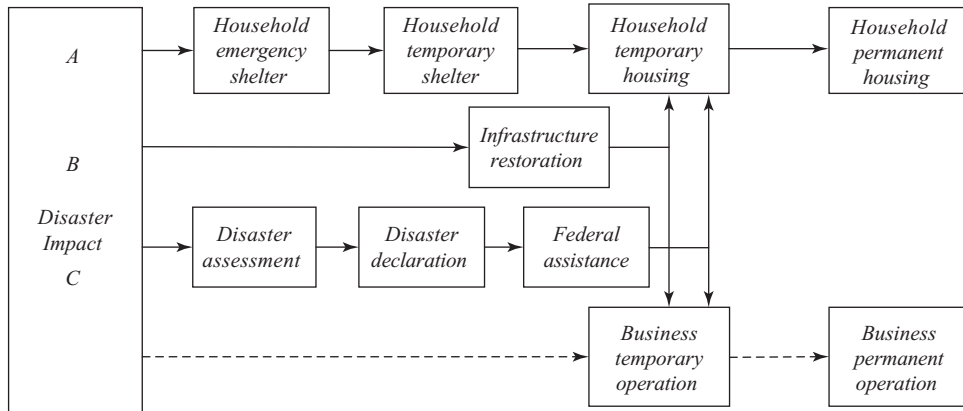 A
Household
emergency
shelter
Household
temporary
shelter
Household
temporary
housing
Household
permanent
housing
B
Infrastructure
restoration
Disaster
Impact
C
Disaster
assessment
Disaster
declaration
Federal
assistance
Business
temporary
operation
Business
permanent
operation